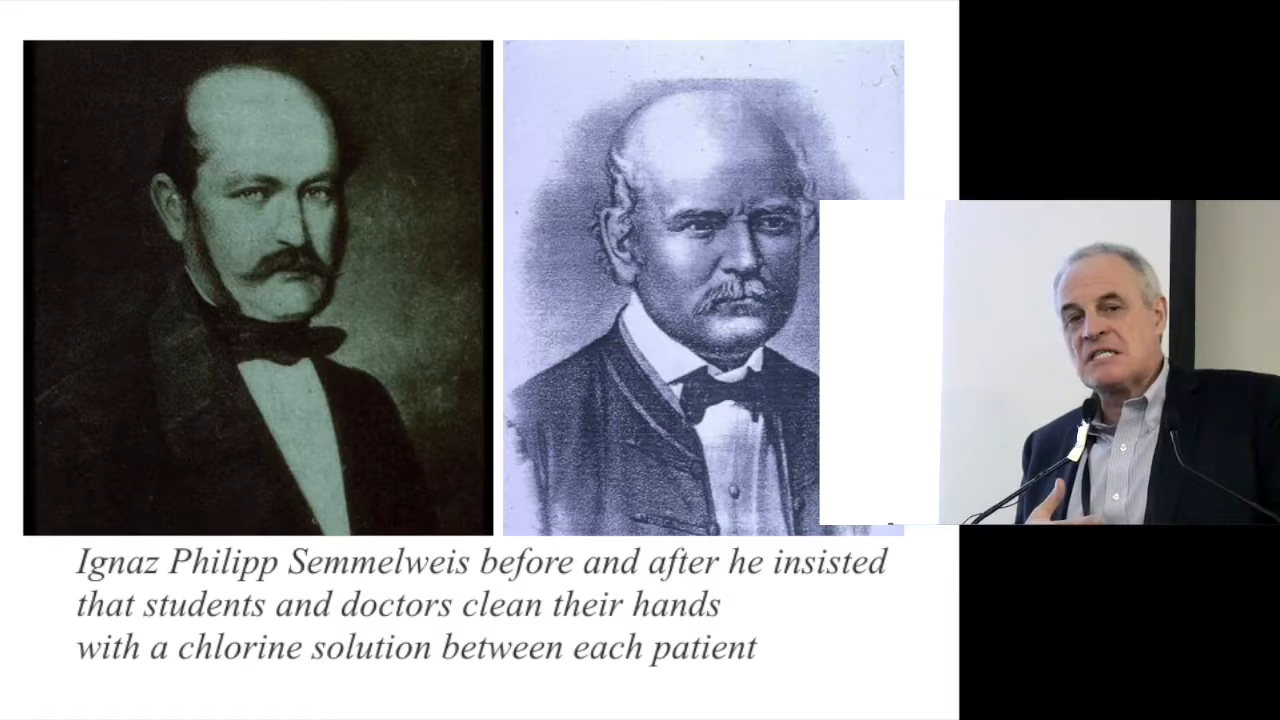 Ignaz Philipp Semmelweis before and after he insisted
that students and doctors clean their hands
with a chlorine solution between each patient